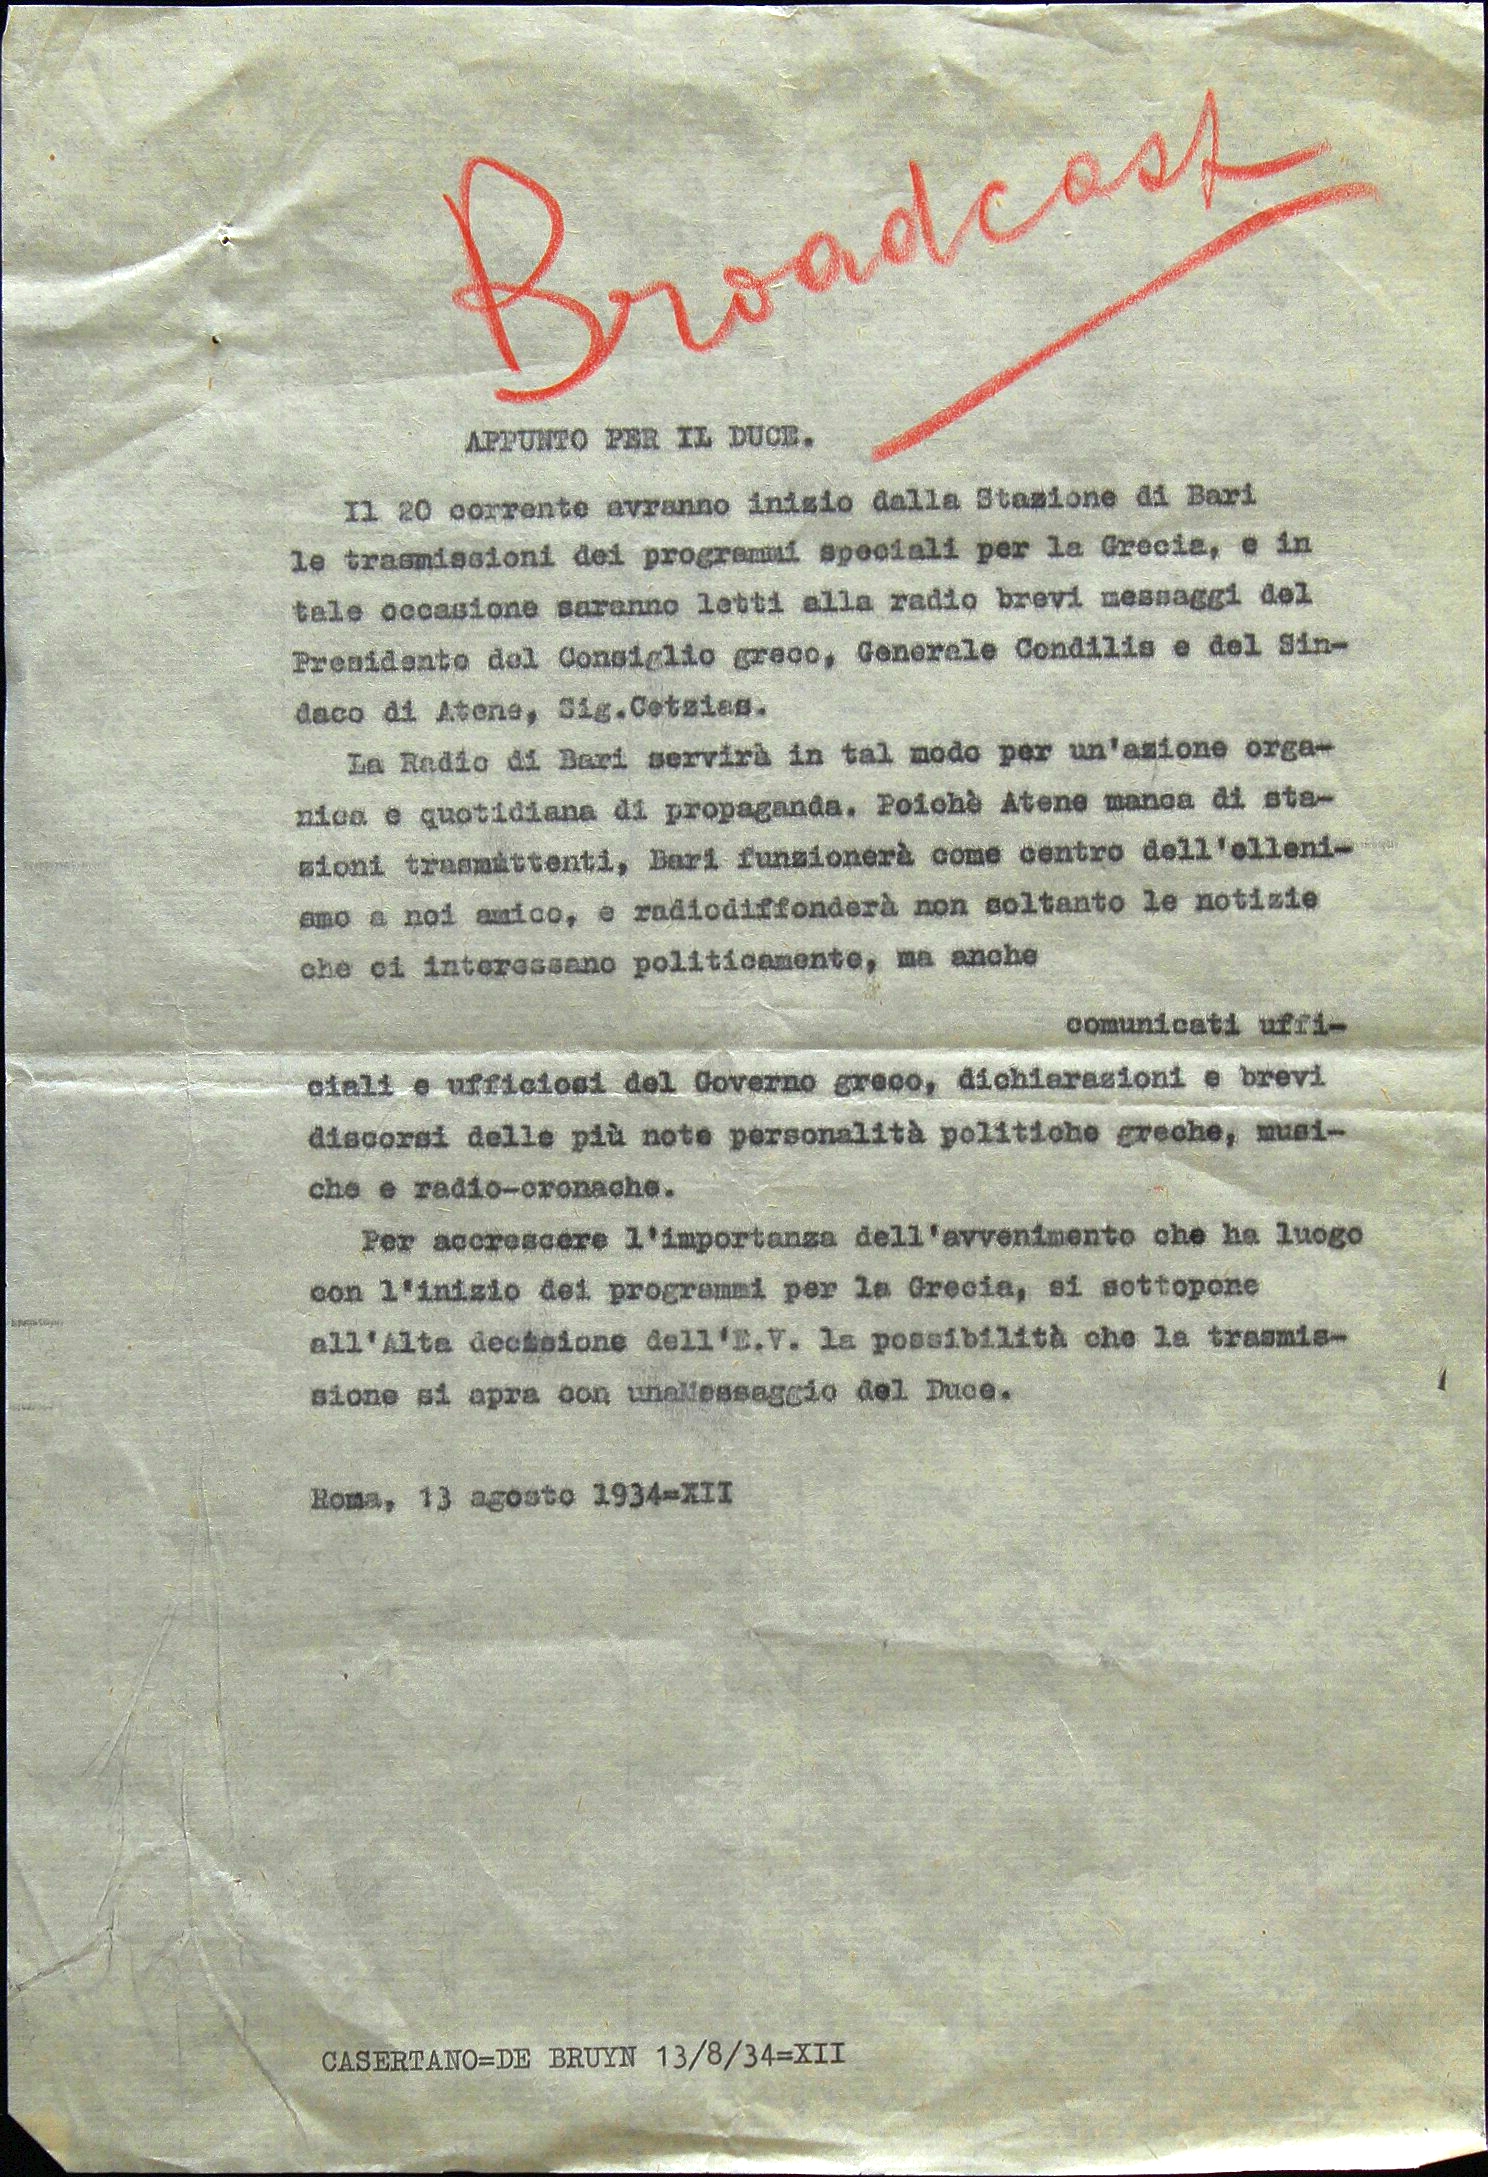 Broadcast
APPUNTO PER IL DUCE.
Il 20 corrente avranno inizio dalla Stazione di Bari
le trasmissioni dei programmi speciali per la Grecia, e in
tale occasione saranno letti alla radio brevi messaggi del
Presidente del Consiglio greco, Generale Condilis e del Sin-
daco di Atene, Sig.Cotzias.
La Radio di Bari servirà in tal modo per un'azione orga-
nica e quotidiana di propaganda. Poichè Atene manca di sta-
zioni trasmittenti, Bari funzionerà come centro dell'elleni-
smo a noi amico, e radiodiffonderà non soltanto le notizie
che ci interessano politicamente, ma anche
comunicati uffi-
ciali e ufficiosi del Governo greco, dichiarazioni e brevi
discorsi delle più note personalità politiche greche, musi-
che e radio-cronache.
Per accrescere l'importanza dell'avvenimento che ha luogo
con l'inizio dei programmi per la Grecia, si sottopone
all'Alta decisione dell'E.V. la possibilità che la trasmis-
sione si apra con unaMessaggio del Duce.
Roma, 13 agosto 1934=XII
CASERTANO=DE BRUYN 13/8/34=XII